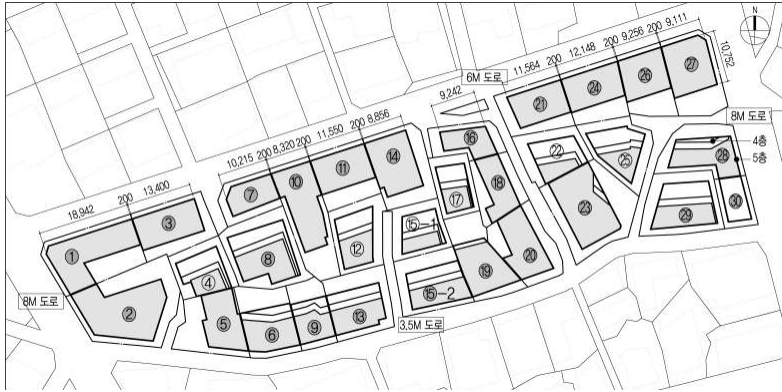 N
11,564 200 12,148 200 9,256 200 9,111
10,752
6M 도로
9,242
8M 도로
10,215 200 8,320 200 11,550 200 8,856
18,942 200 13,400
4층
5층
㉑ ㉔ ㉖ ㉗
⑯
⑦ ⑩ ⑪ ⑭
㉒ ㉕ ㉘
⑰ ⑱
① ③
⑮-1
㉓ ㉙ ㉚
④ ⑧ ⑫
⑲ ⑳
8M 도로
② ⑤ ⑥ ⑨ ⑬ ⑮-2
3.5M 도로